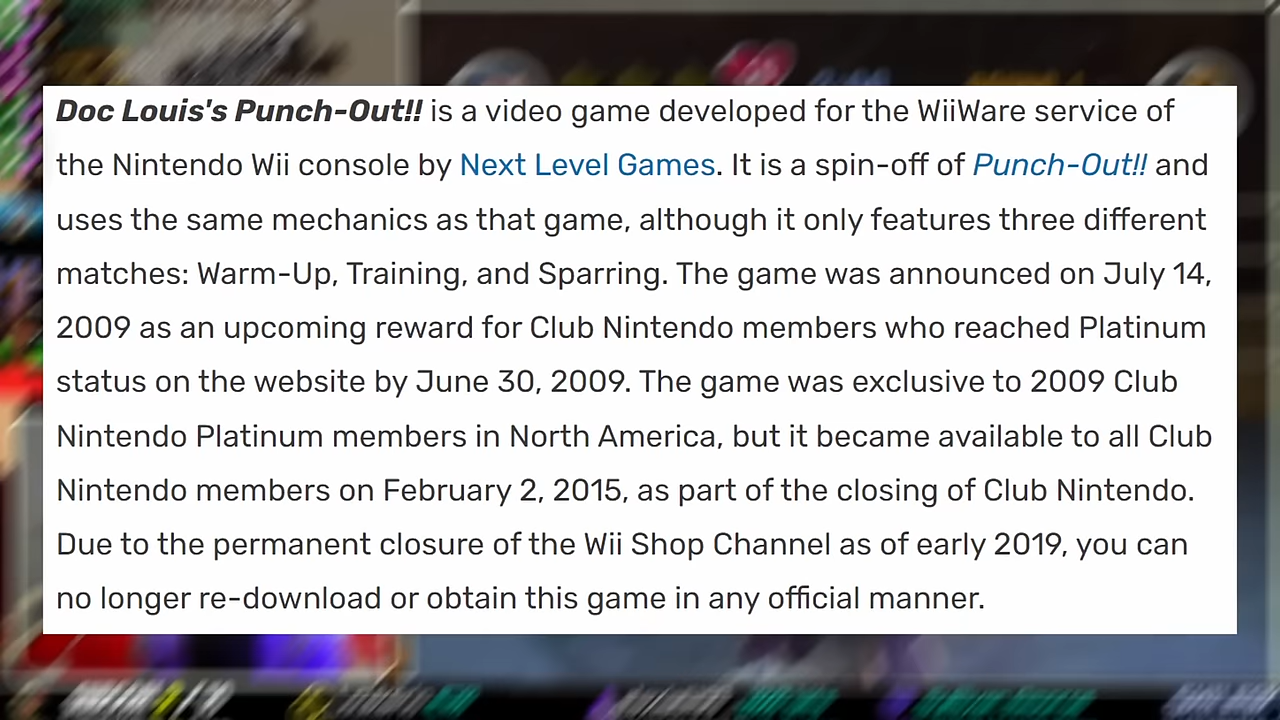 Doc Louis's Punch-Out!! is a video game developed for the WiiWare service of
the Nintendo Wii console by Next Level Games. It is a spin-off of Punch-Out!! and
uses the same mechanics as that game, although it only features three different
matches: Warm-Up, Training, and Sparring. The game was announced on July 14,
2009 as an upcoming reward for Club Nintendo members who reached Platinum
status on the website by June 30, 2009. The game was exclusive to 2009 Club
Nintendo Platinum members in North America, but it became available to all Club
Nintendo members on February 2, 2015, as part of the closing of Club Nintendo.
Due to the permanent closure of the Wii Shop Channel as of early 2019, you can
no longer re-download or obtain this game in any official manner.